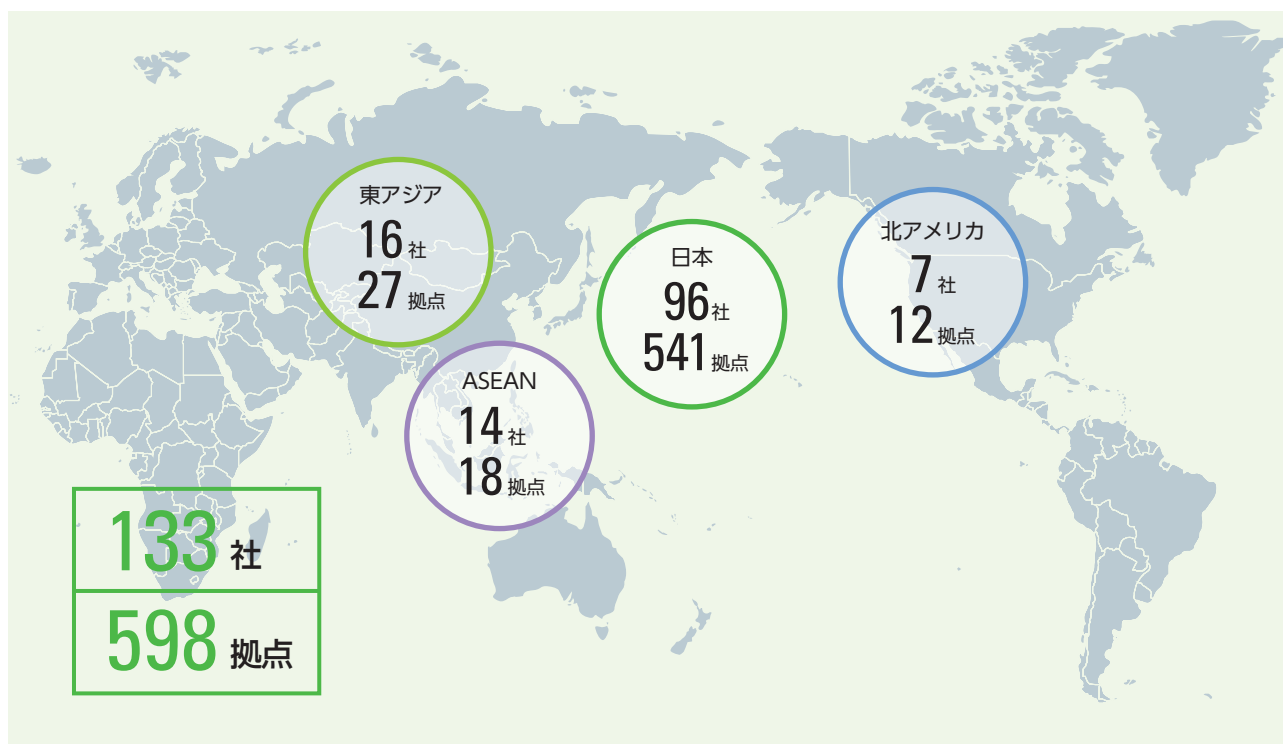 東アジア
16社
27拠点
日本
96社
541拠点
北アメリカ
7社
12拠点
ASEAN
14社
18拠点
133社
598拠点